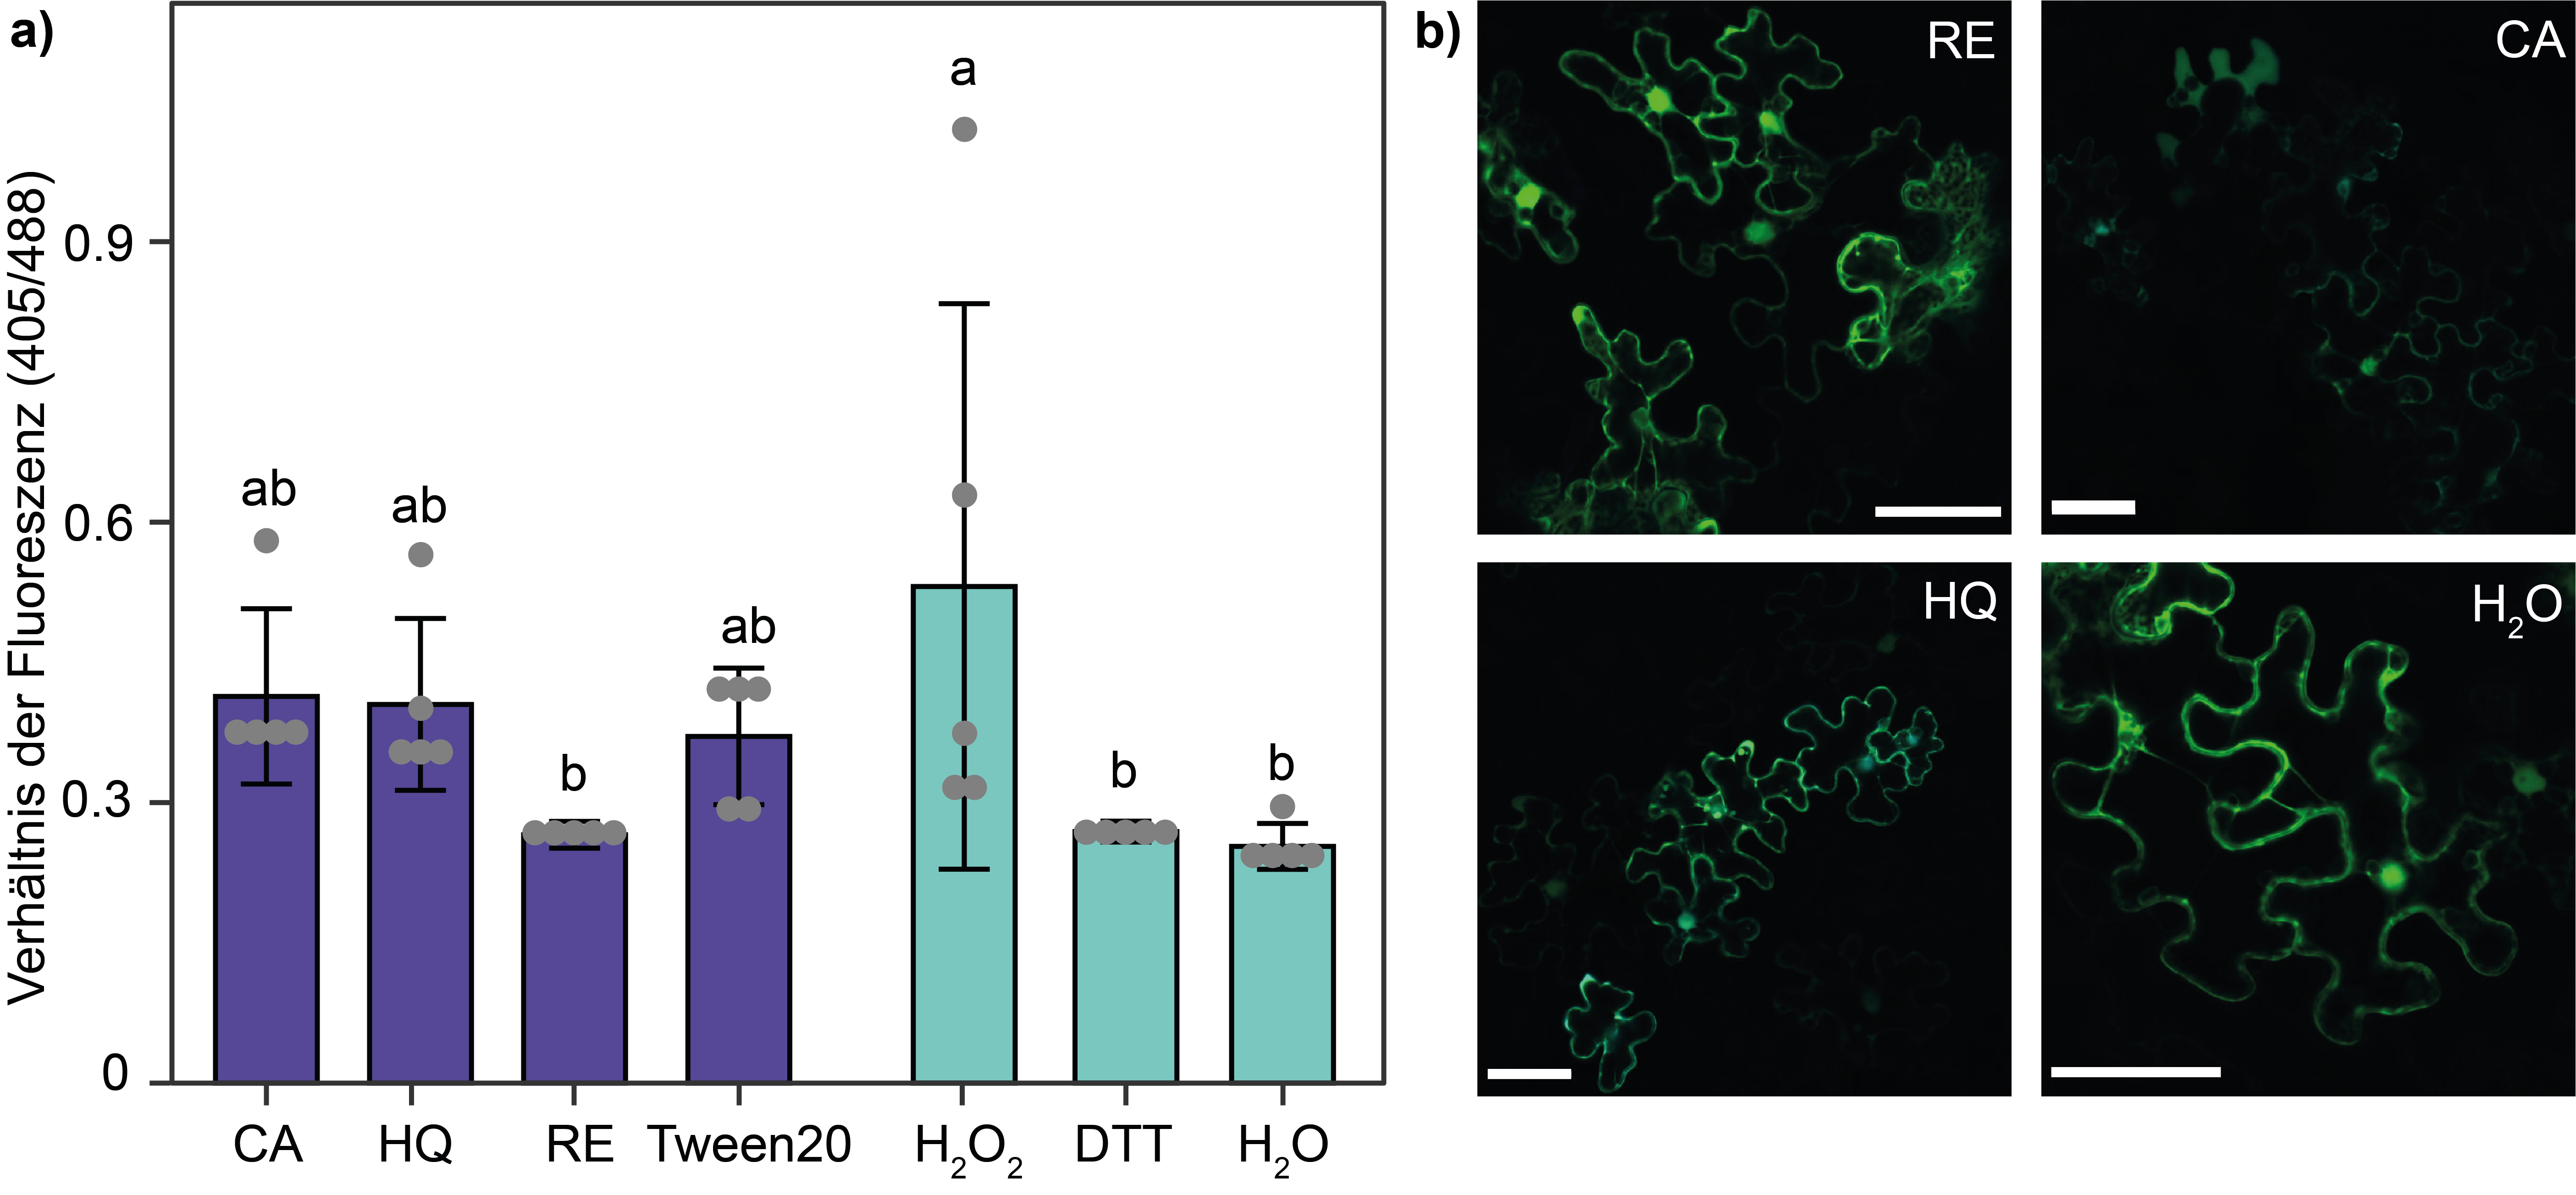 a)
Verhältnis der Fluoreszenz (405/488)
0.9
0.6
0.3
0
ab
ab
b
ab
a
b
b
CA HQ RE Tween20 H₂O₂ DTT H₂O
b)
RE
CA
HQ
H₂O